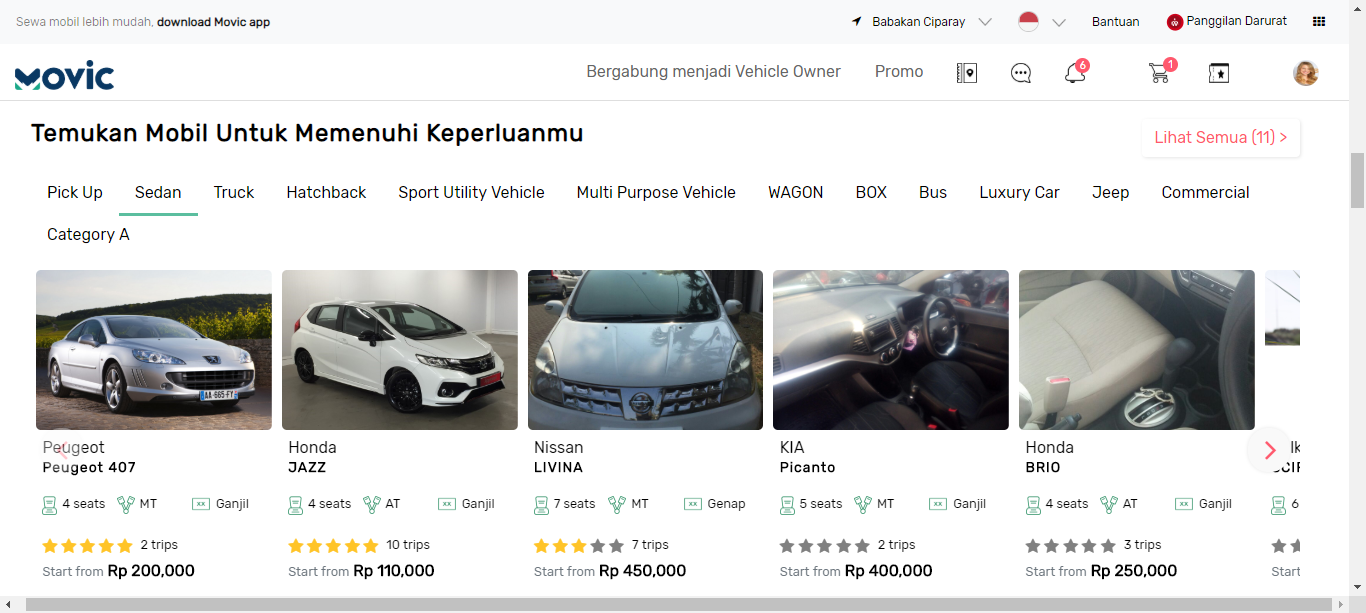 Sewa mobil lebih mudah, download Movic app
Babakan Ciparay
Bantuan
Panggilan Darurat
MOVIC
Bergabung menjadi Vehicle Owner
Promo
6
1
Temukan Mobil Untuk Memenuhi Keperluanmu
Lihat Semua (11) >
Pick Up Sedan Truck Hatchback Sport Utility Vehicle Multi Purpose Vehicle WAGON BOX Bus Luxury Car Jeep Commercial
Category A
AA-665-FY
Peugeot
Peugeot 407
4 seats MT Ganjil
2 trips
Start from Rp 200,000
Honda
JAZZ
4 seats AT Ganjil
10 trips
Start from Rp 110,000
Nissan
LIVINA
7 seats MT Genap
7 trips
Start from Rp 450,000
KIA
Picanto
5 seats MT Ganjil
2 trips
Start from Rp 400,000
Honda
BRIO
4 seats AT Ganjil
3 trips
Start from Rp 250,000
6
Start